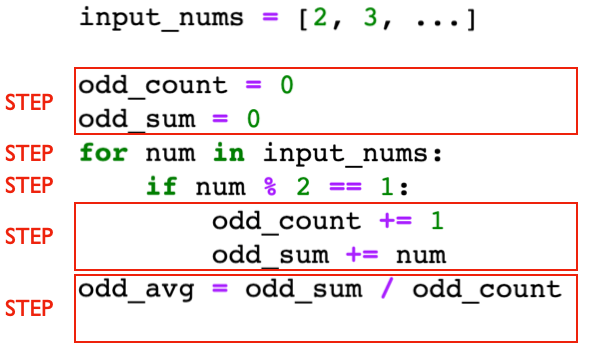 input_nums = [2, 3, ...]
STEP
odd_count = 0
odd_sum = 0
STEP for num in input_nums:
STEP if num % 2 == 1:
STEP
odd_count += 1
odd_sum += num
STEP
odd_avg = odd_sum / odd_count